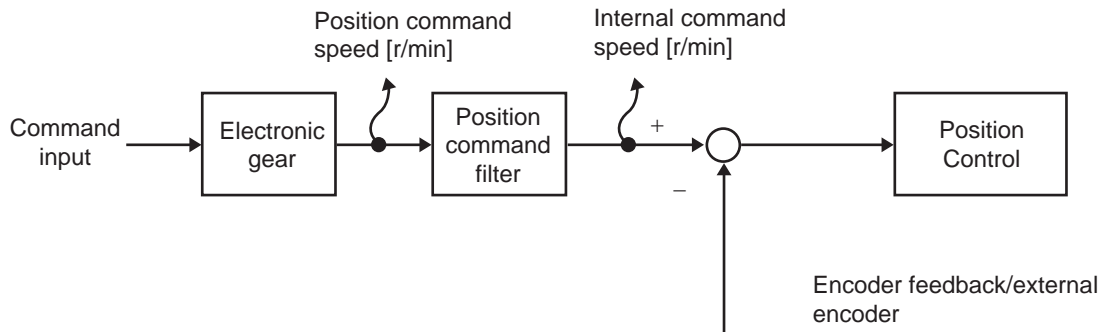 Position command
speed [r/min]
Internal command
speed [r/min]
Command
input
Electronic
gear
Position
command
filter
+
−
Position
Control
Encoder feedback/external
encoder